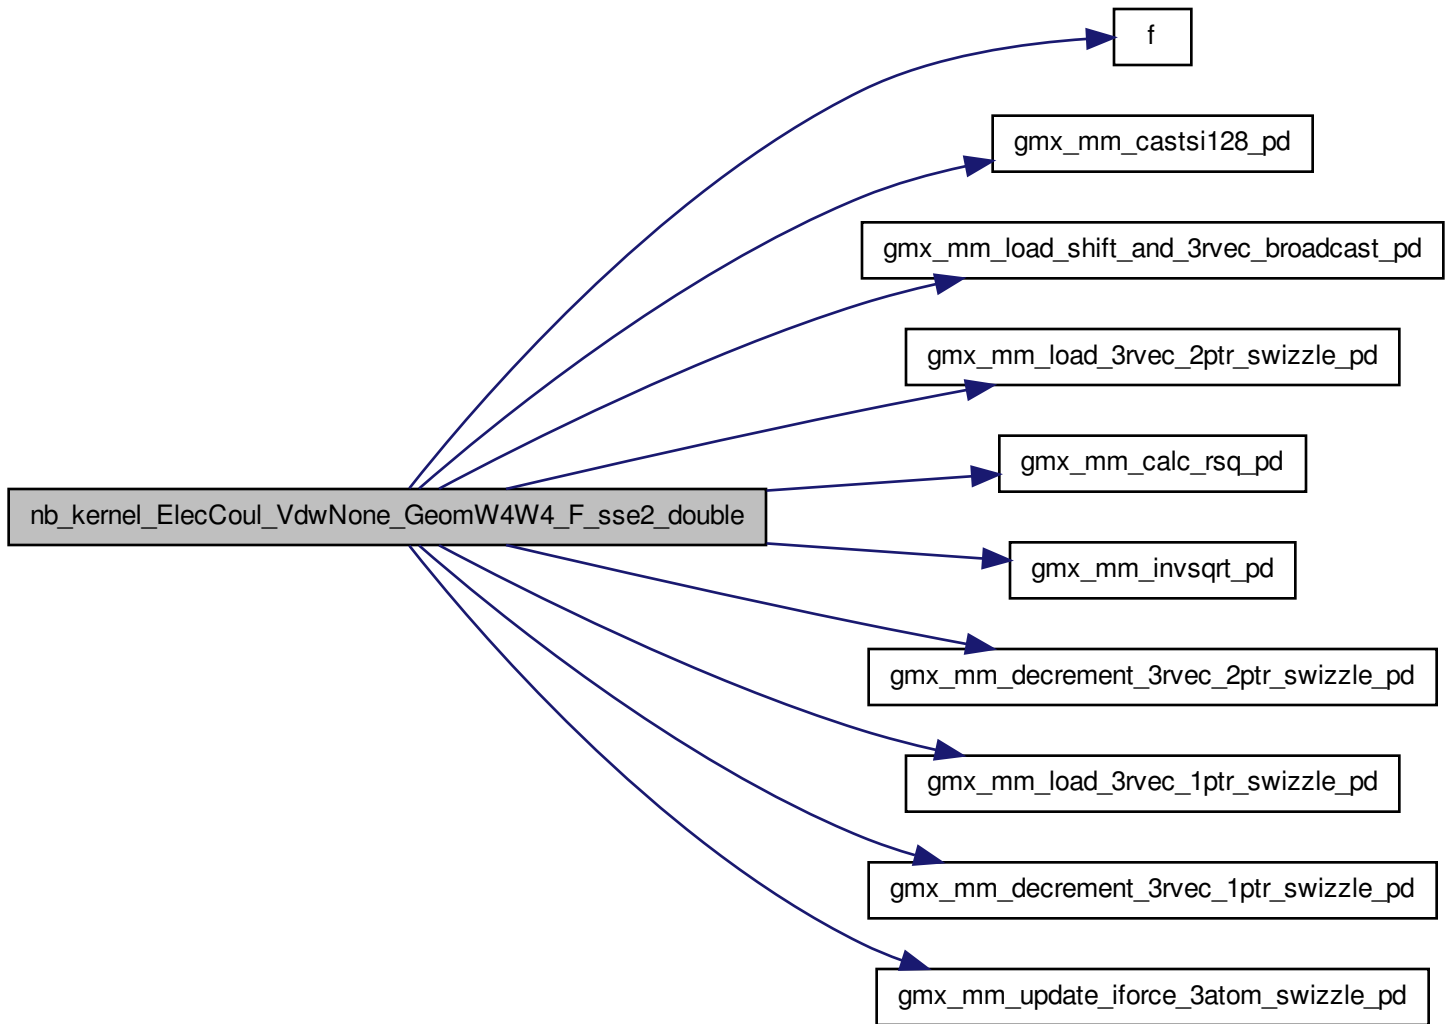 f
gmx_mm_castsi128_pd
gmx_mm_load_shift_and_3rvec_broadcast_pd
gmx_mm_load_3rvec_2ptr_swizzle_pd
gmx_mm_calc_rsq_pd
nb_kernel_ElecCoul_VdwNone_GeomW4W4_F_sse2_double
gmx_mm_invsqrt_pd
gmx_mm_decrement_3rvec_2ptr_swizzle_pd
gmx_mm_load_3rvec_1ptr_swizzle_pd
gmx_mm_decrement_3rvec_1ptr_swizzle_pd
gmx_mm_update_iforce_3atom_swizzle_pd